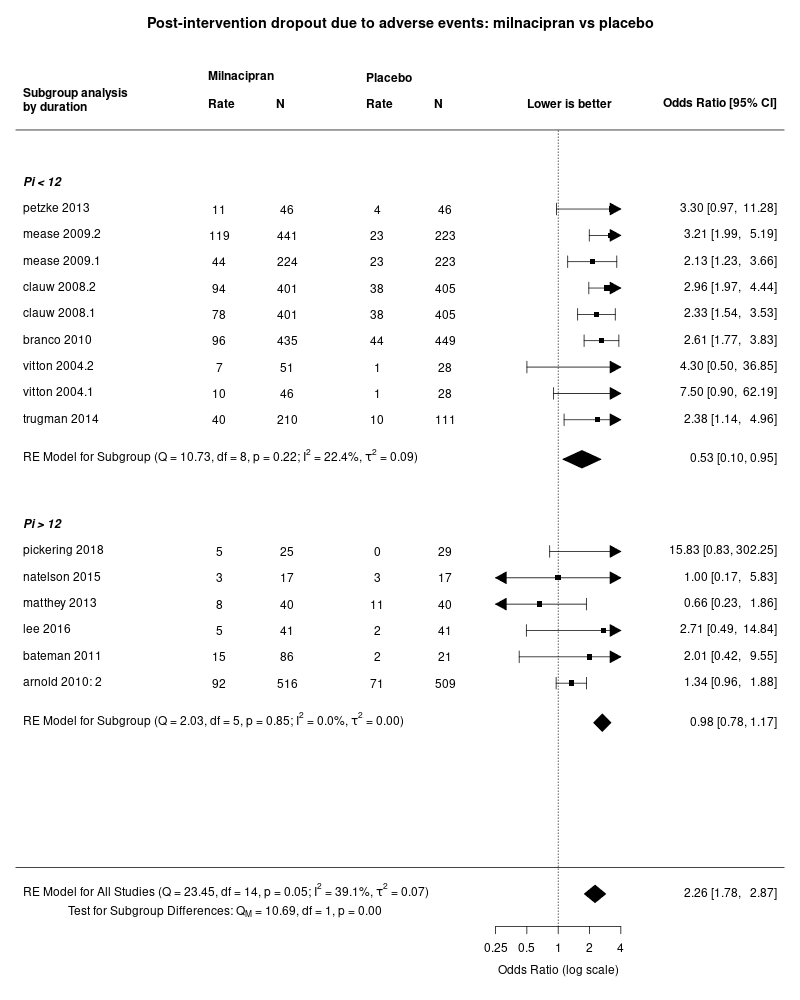 Post-intervention dropout due to adverse events: milnacipran vs placebo
Milnacipran Placebo
Subgroup analysis
by duration
Rate N Rate N Lower is better Odds Ratio [95% CI]
Pi < 12
petzke 2013 11 46 4 46 3.30 [0.97, 11.28]
mease 2009.2 119 441 23 223 3.21 [1.99, 5.19]
mease 2009.1 44 224 23 223 2.13 [1.23, 3.66]
clauw 2008.2 94 401 38 405 2.96 [1.97, 4.44]
clauw 2008.1 78 401 38 405 2.33 [1.54, 3.53]
branco 2010 96 435 44 449 2.61 [1.77, 3.83]
vitton 2004.2 7 51 1 28 4.30 [0.50, 36.85]
vitton 2004.1 10 46 1 28 7.50 [0.90, 62.19]
trugman 2014 40 210 10 111 2.38 [1.14, 4.96]
RE Model for Subgroup (Q = 10.73, df = 8, p = 0.22; I² = 22.4%, τ² = 0.09) 0.53 [0.10, 0.95]
Pi > 12
pickering 2018 5 25 0 29 15.83 [0.83, 302.25]
natelson 2015 3 17 3 17 1.00 [0.17, 5.83]
matthey 2013 8 40 11 40 0.66 [0.23, 1.86]
lee 2016 5 41 2 41 2.71 [0.49, 14.84]
bateman 2011 15 86 2 21 2.01 [0.42, 9.55]
arnold 2010: 2 92 516 71 509 1.34 [0.96, 1.88]
RE Model for Subgroup (Q = 2.03, df = 5, p = 0.85; I² = 0.0%, τ² = 0.00) 0.98 [0.78, 1.17]
RE Model for All Studies (Q = 23.45, df = 14, p = 0.05; I² = 39.1%, τ² = 0.07) 2.26 [1.78, 2.87]
Test for Subgroup Differences: Q_M = 10.69, df = 1, p = 0.00
0.25 0.5 1 2 4
Odds Ratio (log scale)